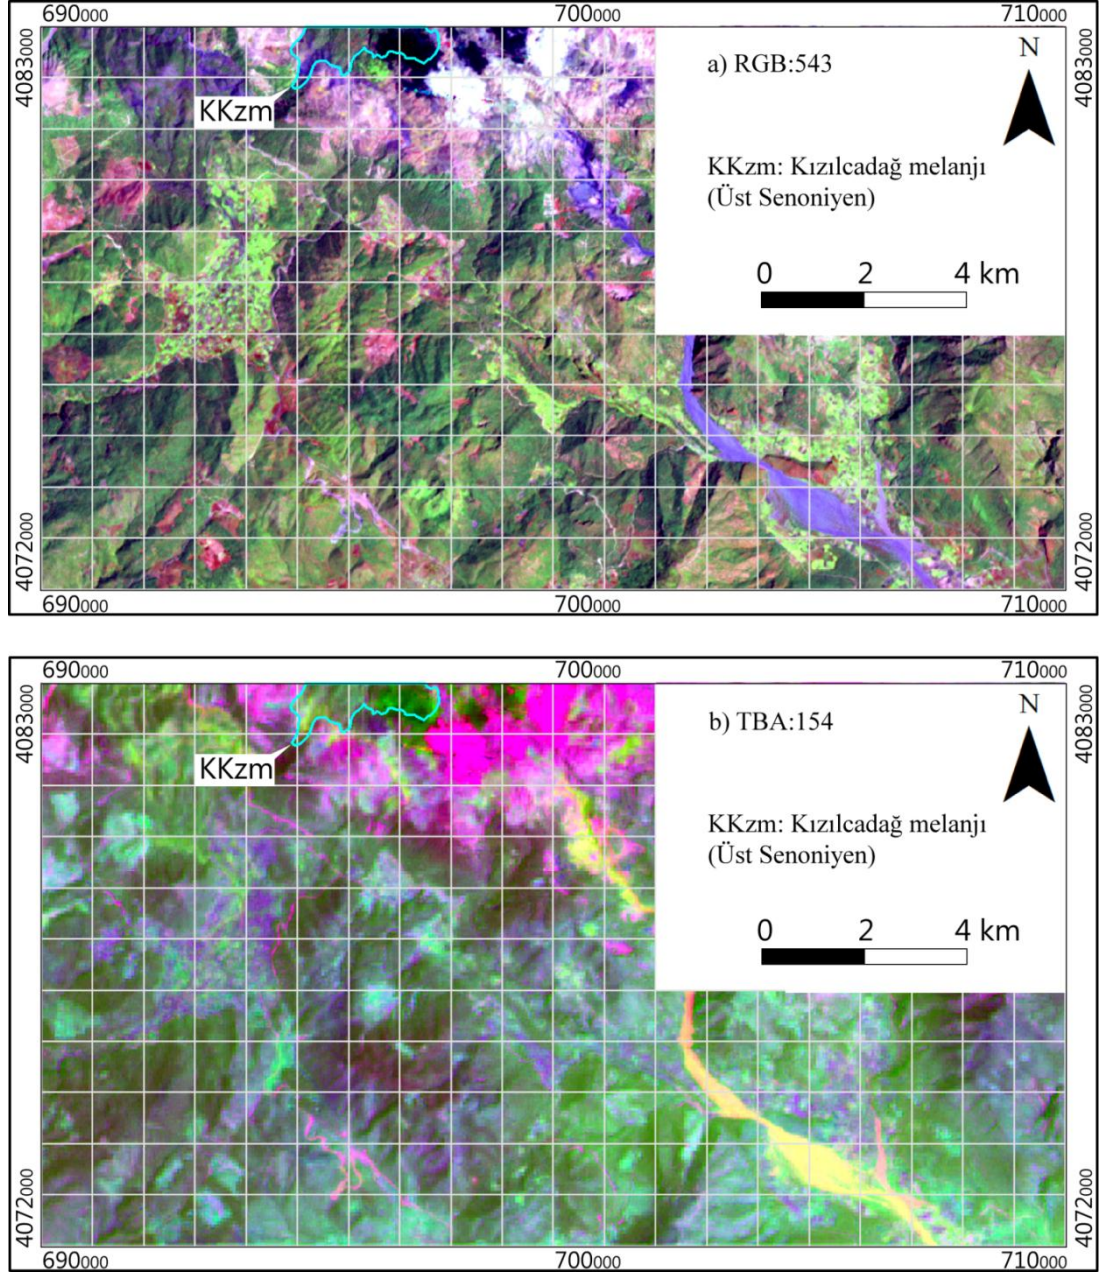 690000 700000 710000
4083000
4083000
a) RGB:543
N
KKzm
KKzm: Kızılcadağ melanjı
(Üst Senoniyen)
0 2 4 km
4072000
4072000
690000 700000 710000
690000 700000 710000
4083000
4083000
b) TBA:154
N
KKzm
KKzm: Kızılcadağ melanjı
(Üst Senoniyen)
0 2 4 km
4072000
4072000
690000 700000 710000